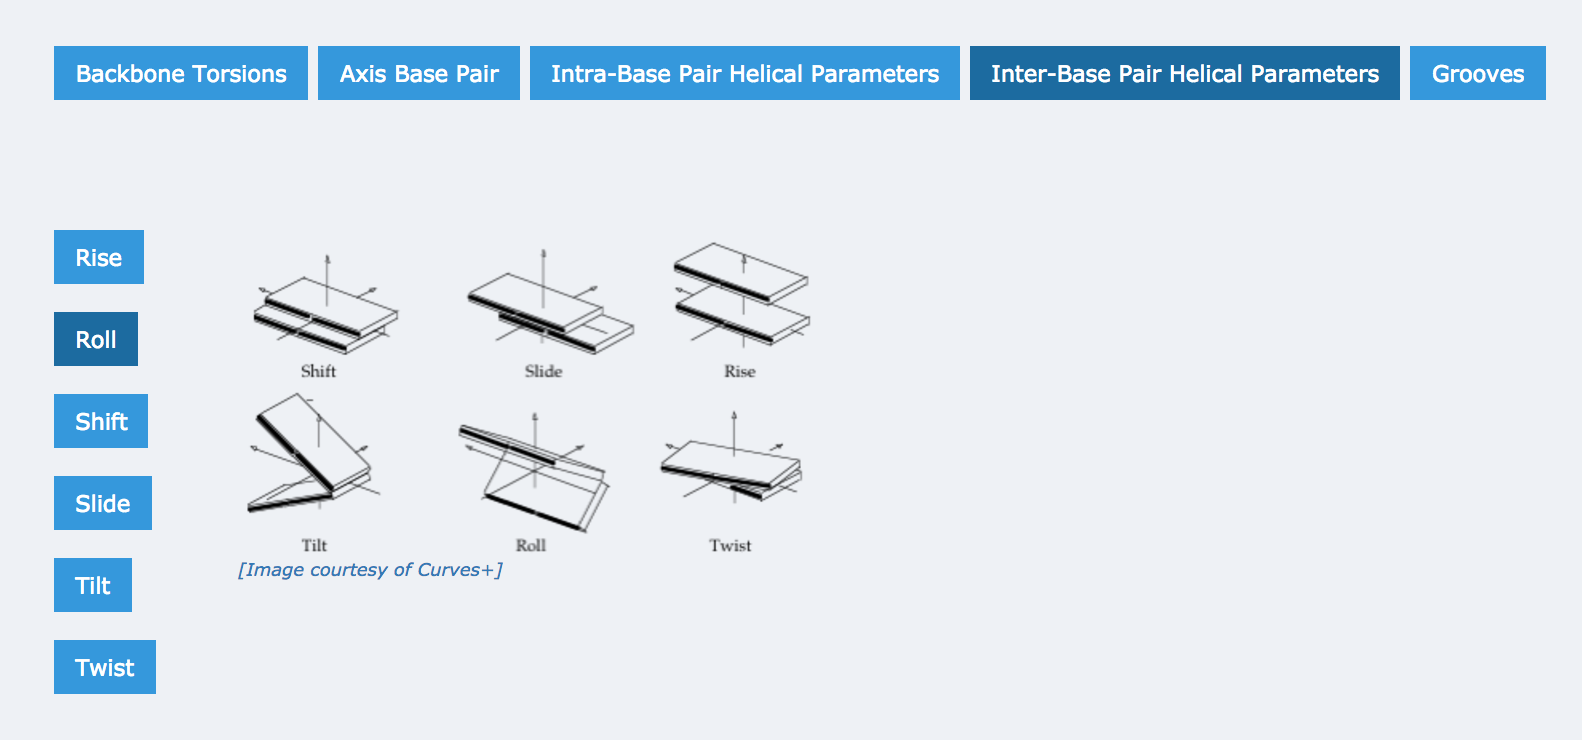 Backbone Torsions Axis Base Pair Intra-Base Pair Helical Parameters Inter-Base Pair Helical Parameters Grooves
Rise
Roll
Shift
Slide
Tilt
Twist
Shift Slide Rise
Tilt Roll Twist
[Image courtesy of Curves+]